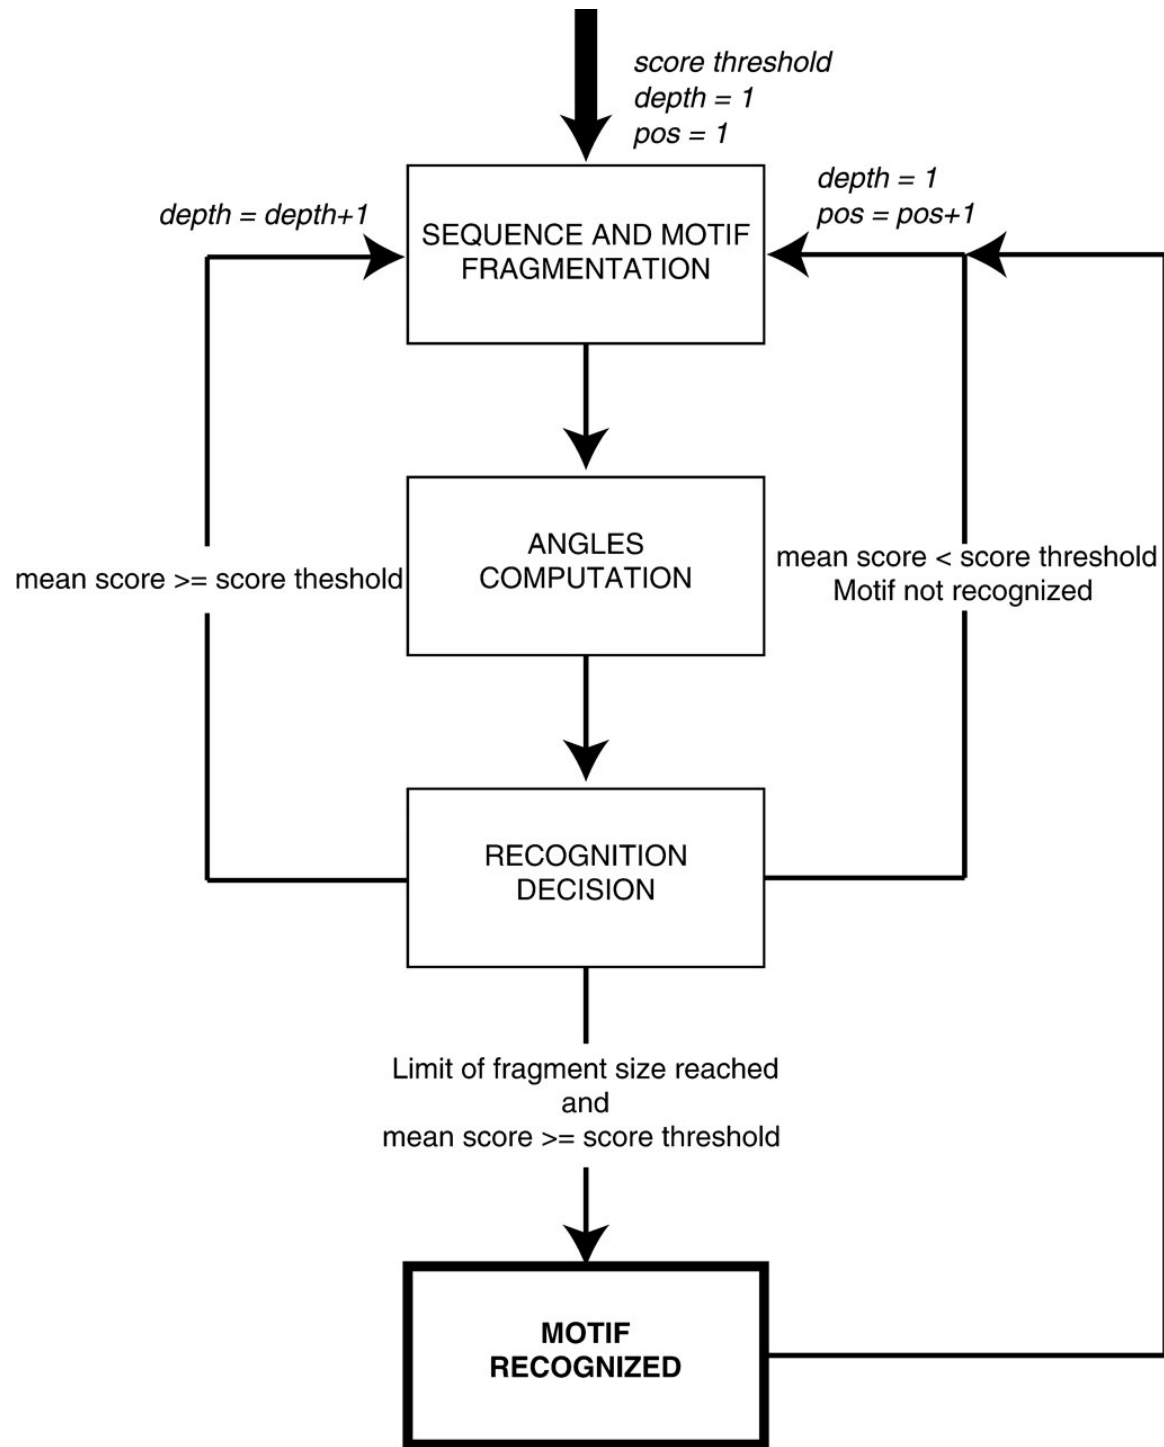 score threshold
depth = 1
pos = 1
depth = 1
pos = pos+1
depth = depth+1
SEQUENCE AND MOTIF
FRAGMENTATION
ANGLES
COMPUTATION
mean score >= score theshold
mean score < score threshold
Motif not recognized
RECOGNITION
DECISION
Limit of fragment size reached
and
mean score >= score threshold
MOTIF
RECOGNIZED